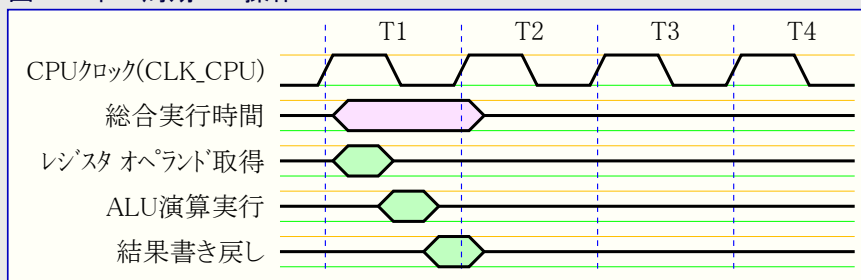 T1 T2 T3 T4
CPUクロック(CLK_CPU)
総合実行時間
レジスタ オペランド取得
ALU演算実行
結果書き戻し